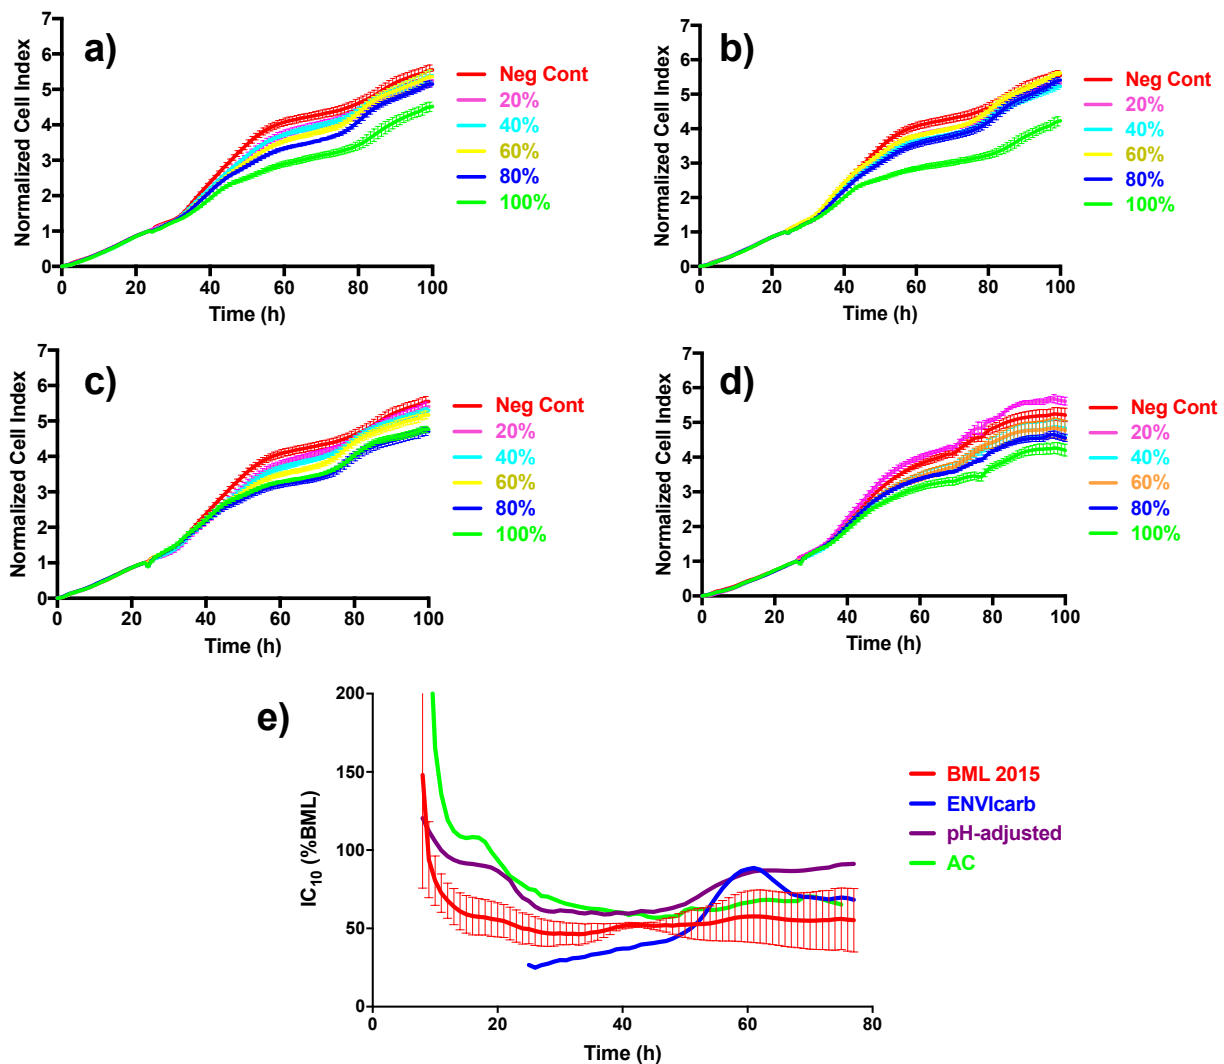 a)
Normalized Cell Index
7
6
5
4
3
2
1
0
0 20 40 60 80 100
Time (h)
Neg Cont
20%
40%
60%
80%
100%
b)
Normalized Cell Index
7
6
5
4
3
2
1
0
0 20 40 60 80 100
Time (h)
Neg Cont
20%
40%
60%
80%
100%
c)
Normalized Cell Index
7
6
5
4
3
2
1
0
0 20 40 60 80 100
Time (h)
Neg Cont
20%
40%
60%
80%
100%
d)
Normalized Cell Index
7
6
5
4
3
2
1
0
0 20 40 60 80 100
Time (h)
Neg Cont
20%
40%
60%
80%
100%
e)
IC10 (%BML)
200
150
100
50
0
0 20 40 60 80
Time (h)
BML 2015
ENVIcarb
pH-adjusted
AC